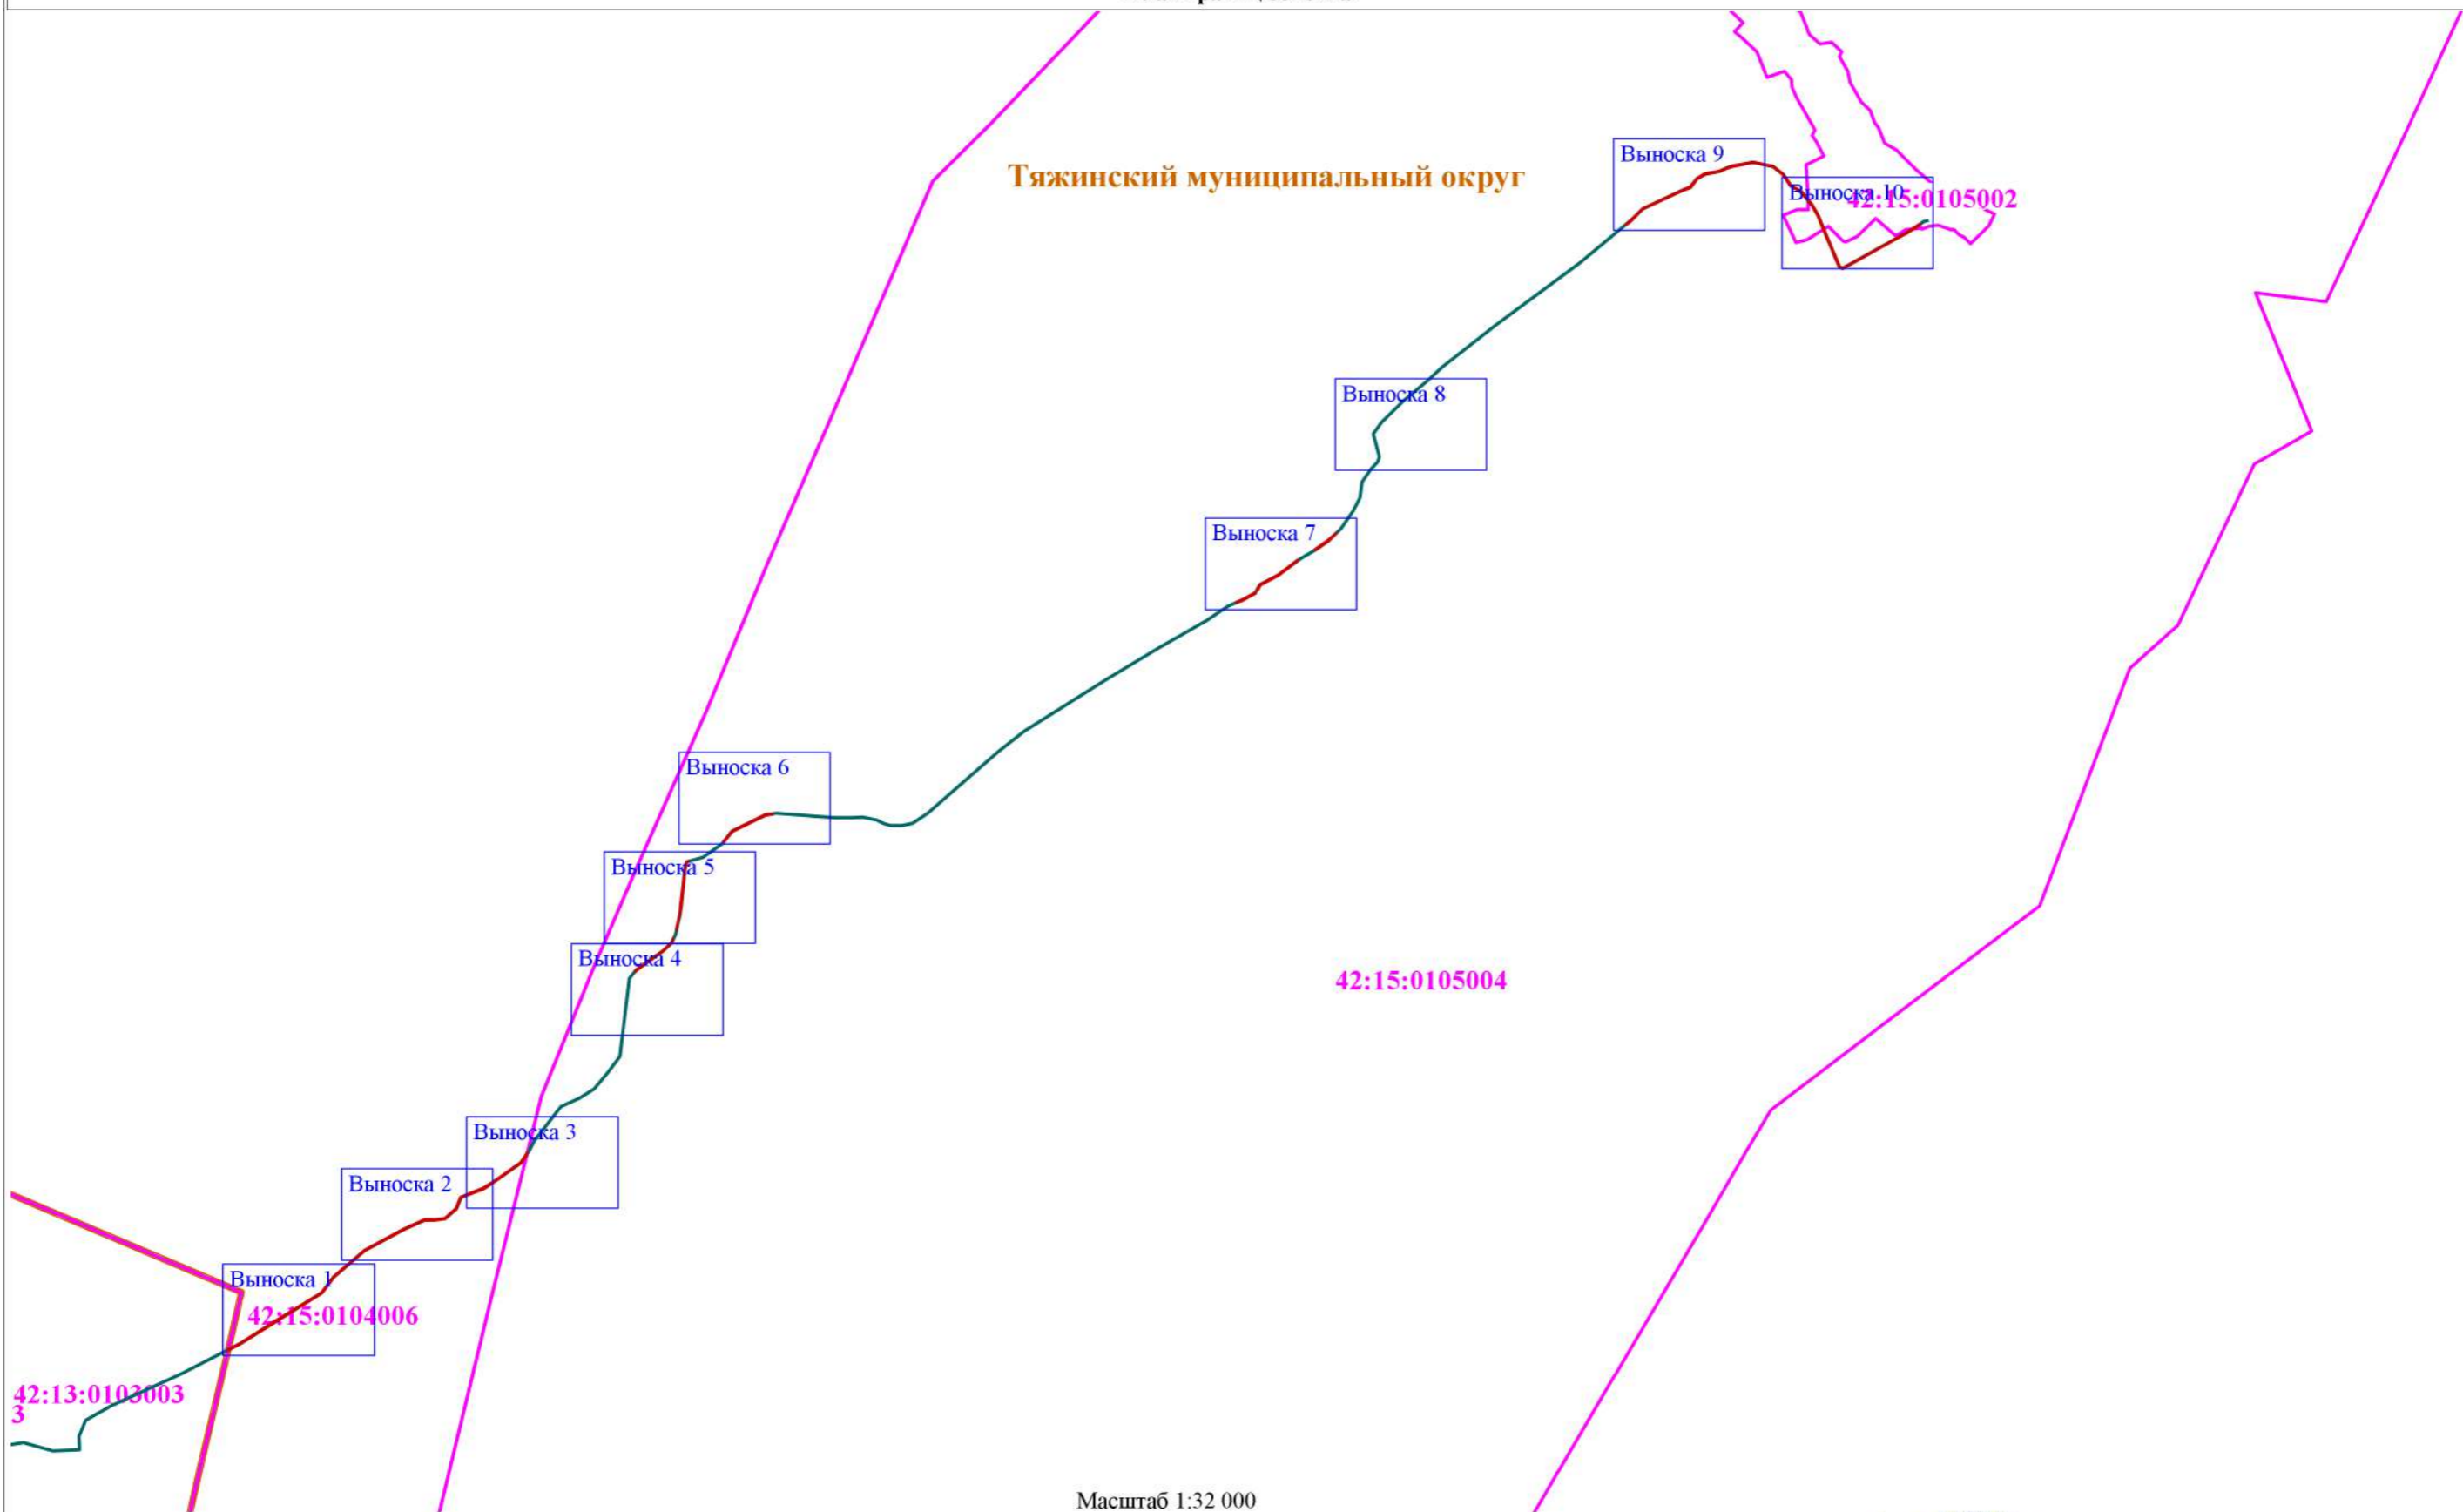 Тяжинский муниципальный округ
Выноска 9
Выноска 10
42:15:0105002
Выноска 8
Выноска 7
Выноска 6
Выноска 5
Выноска 4
42:15:0105004
Выноска 3
Выноска 2
Выноска 1
42:15:0104006
42:13:0103003
3
Масштаб 1:32 000